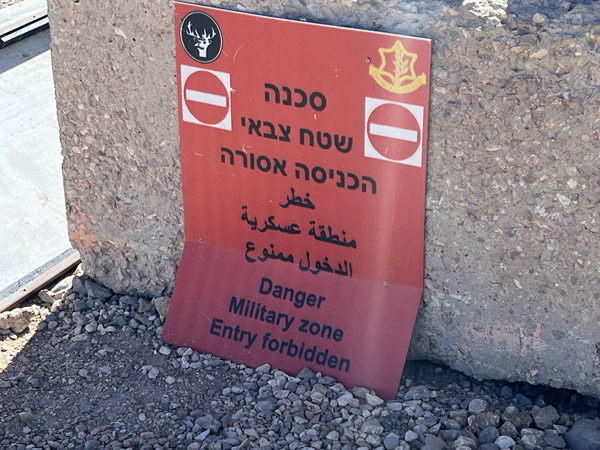 סכנה
שטח צבאי
הכניסה אסורה
خطر
منطقة عسكرية
الدخول ممنوع
Danger
Military zone
Entry forbidden